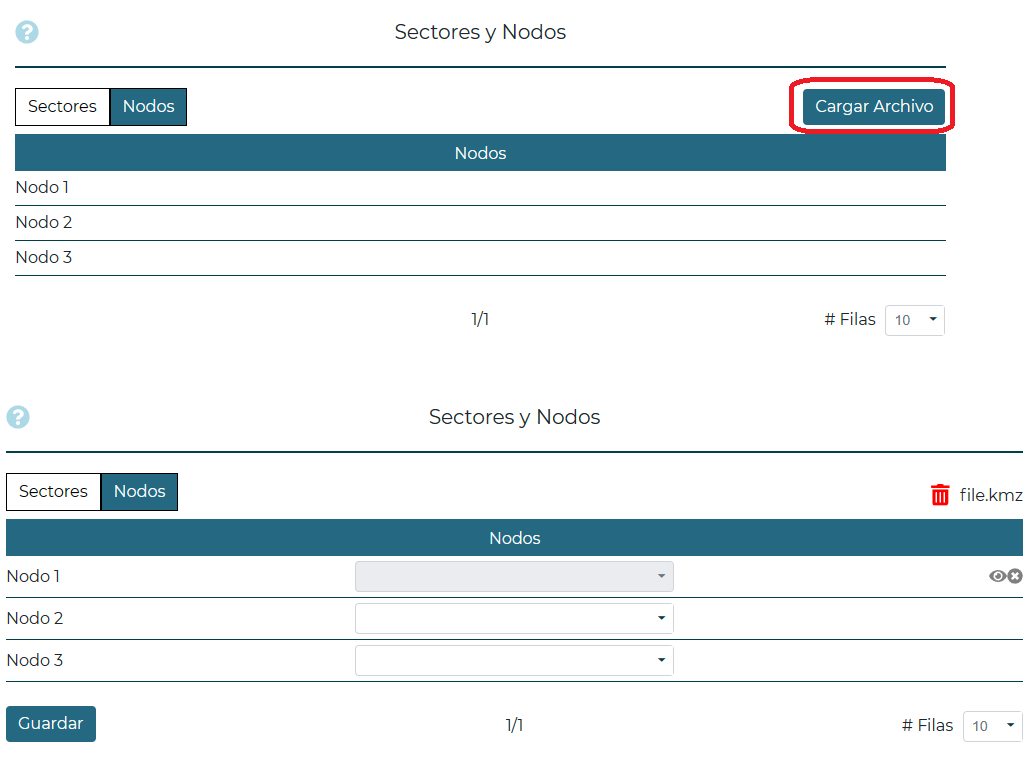 ?
Sectores y Nodos
Sectores Nodos Cargar Archivo
Nodos
Nodo 1
Nodo 2
Nodo 3
1/1 # Filas 10
?
Sectores y Nodos
Sectores Nodos file.kmz
Nodos
Nodo 1
Nodo 2
Nodo 3
Guardar 1/1 # Filas 10